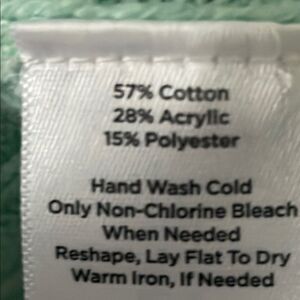 57% Cotton
28% Acrylic
15% Polyester
Hand Wash Cold
Only Non-Chlorine Bleach
When Needed
Reshape, Lay Flat To Dry
Warm Iron, If Needed